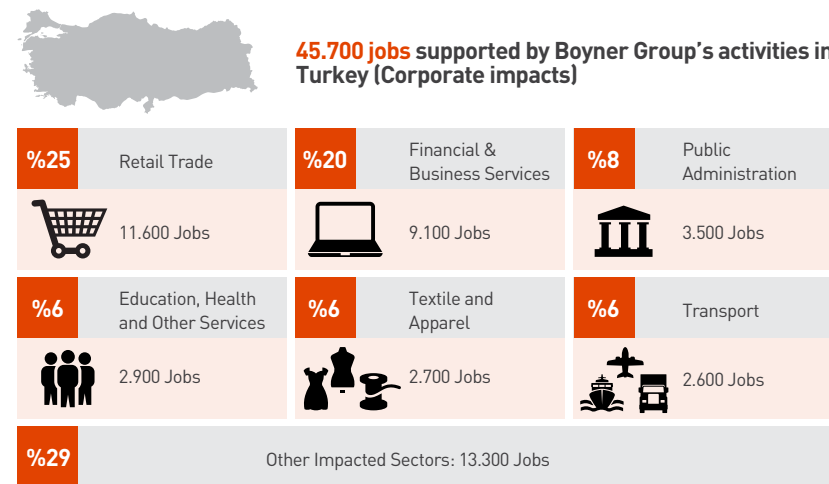 45.700 jobs supported by Boyner Group's activities in
Turkey (Corporate impacts)
%25
Retail Trade
11.600 Jobs
%20
Financial &
Business Services
9.100 Jobs
%8
Public
Administration
3.500 Jobs
%6
Education, Health
and Other Services
2.900 Jobs
%6
Textile and
Apparel
2.700 Jobs
%6
Transport
2.600 Jobs
%29
Other Impacted Sectors: 13.300 Jobs